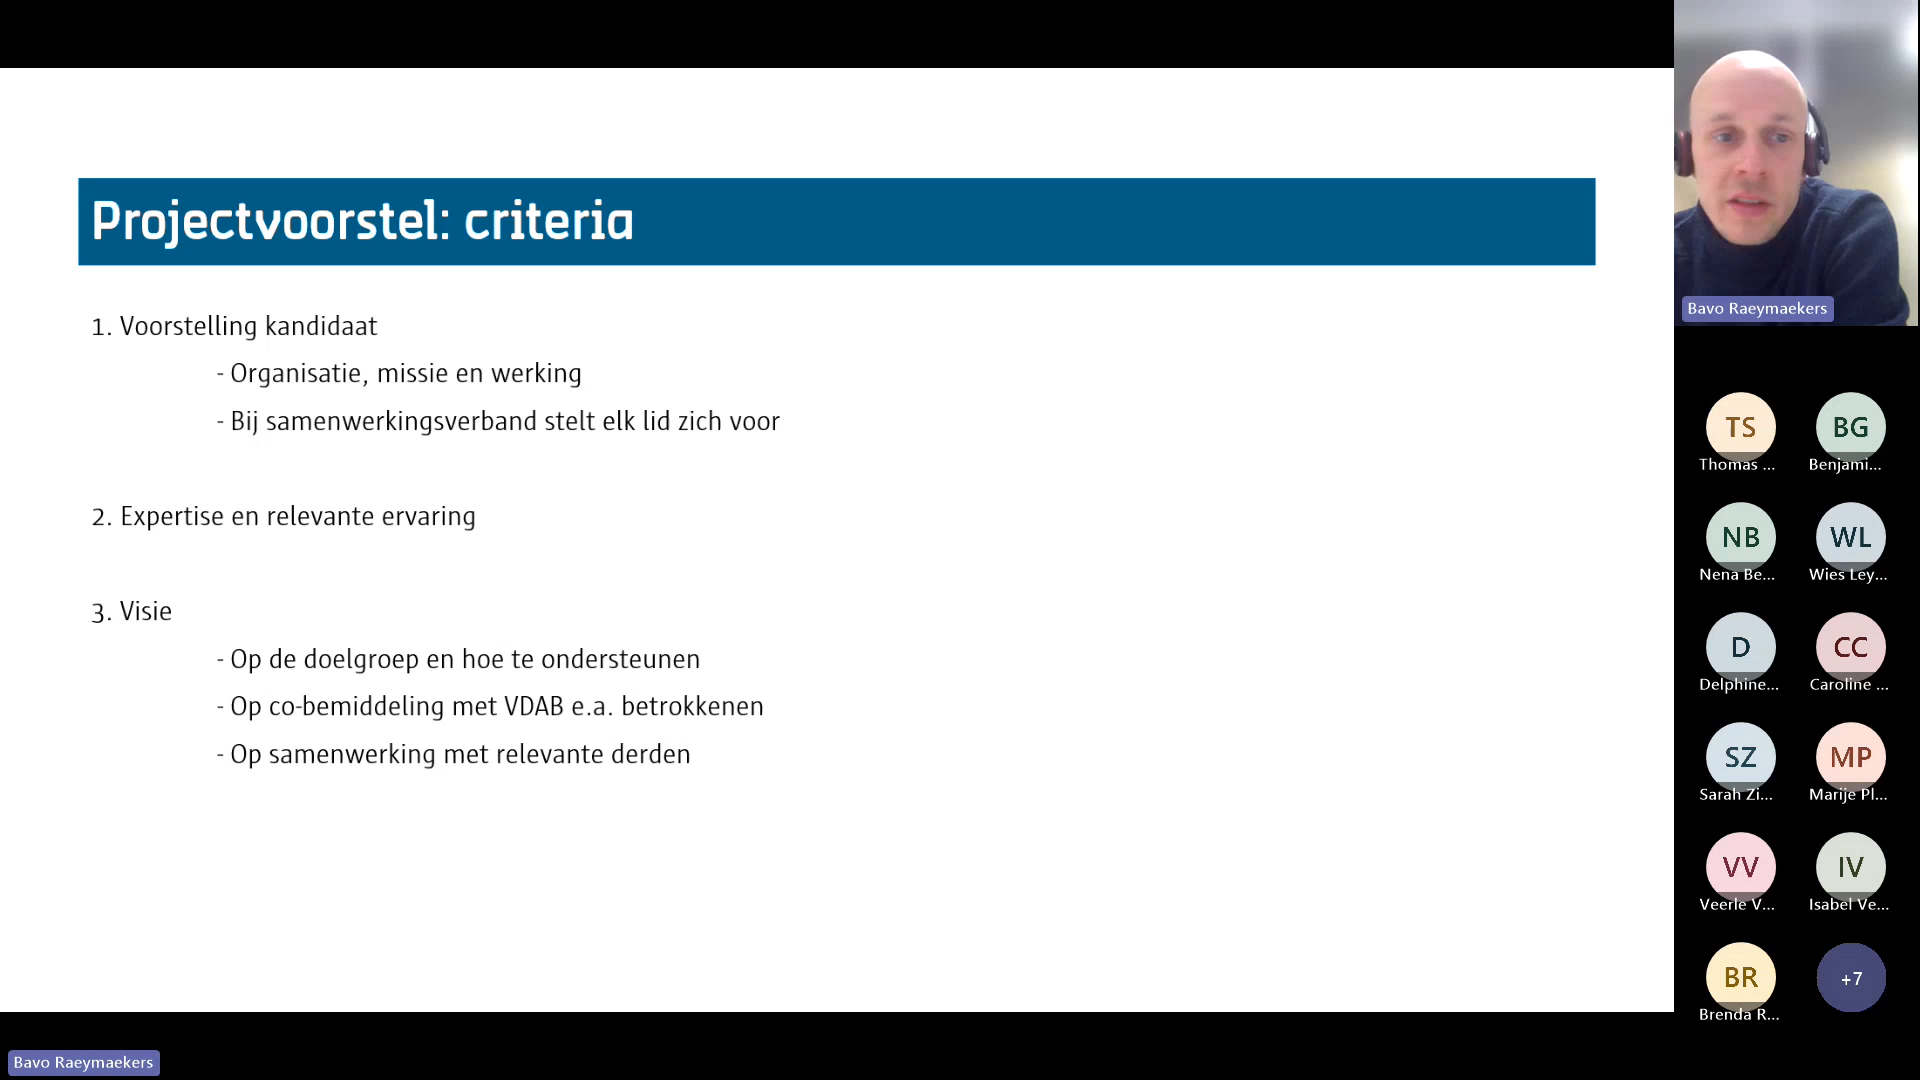 Projectvoorstel: criteria
1. Voorstelling kandidaat
- Organisatie, missie en werking
- Bij samenwerkingsverband stelt elk lid zich voor
2. Expertise en relevante ervaring
3. Visie
- Op de doelgroep en hoe te ondersteunen
- Op co-bemiddeling met VDAB e.a. betrokkenen
- Op samenwerking met relevante derden
Bavo Raeymaekers
TS
Thomas ...
BG
Benjami...
NB
Nena Be...
WL
Wies Ley...
D
Delphine...
CC
Caroline ...
SZ
Sarah Zi...
MP
Marije Pl...
VV
Veerle V...
IV
Isabel Ve...
BR
Brenda R...
+7
Bavo Raeymaekers